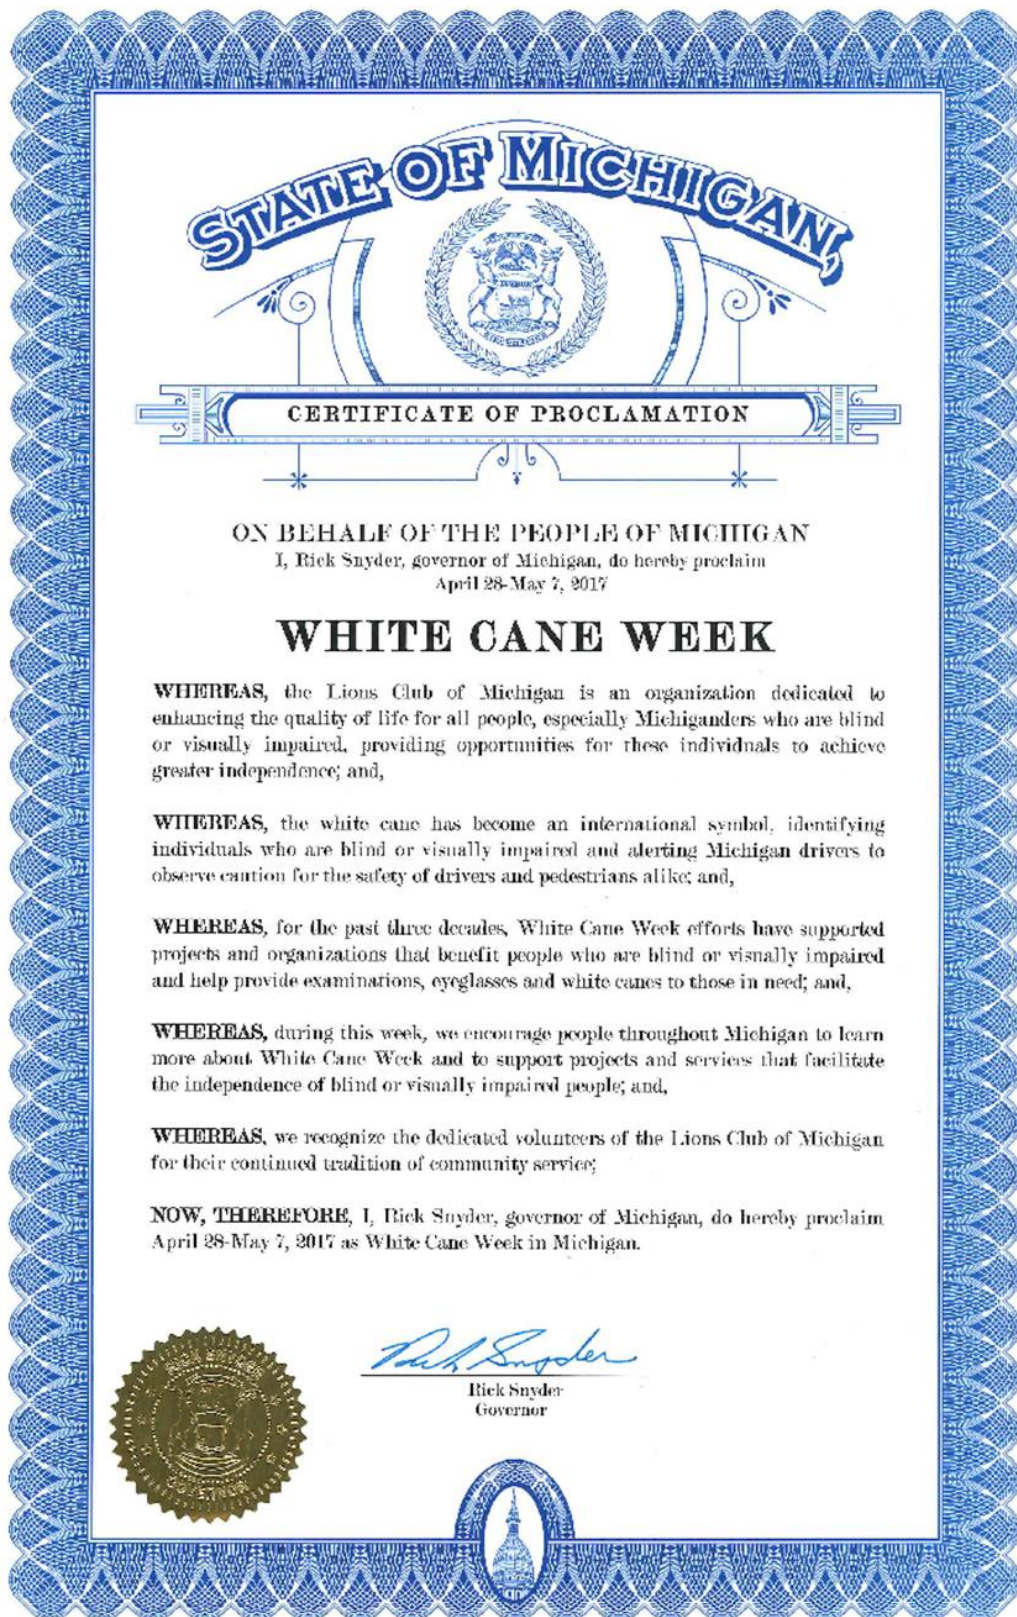 STATE OF MICHIGAN,
CERTIFICATE OF PROCLAMATION
ON BEHALF OF THE PEOPLE OF MICHIGAN
I, Rick Snyder, governor of Michigan, do hereby proclaim
April 28-May 7, 2017
WHITE CANE WEEK
WHEREAS, the Lions Club of Michigan is an organization dedicated to
enhancing the quality of life for all people, especially Michiganders who are blind
or visually impaired, providing opportunities for these individuals to achieve
greater independence; and,
WHEREAS, the white cane has become an international symbol, identifying
individuals who are blind or visually impaired and alerting Michigan drivers to
observe caution for the safety of drivers and pedestrians alike; and,
WHEREAS, for the past three decades, White Cane Week efforts have supported
projects and organizations that benefit people who are blind or visually impaired
and help provide examinations, eyeglasses and white canes to those in need; and,
WHEREAS, during this week, we encourage people throughout Michigan to learn
more about White Cane Week and to support projects and services that facilitate
the independence of blind or visually impaired people; and,
WHEREAS, we recognize the dedicated volunteers of the Lions Club of Michigan
for their continued tradition of community service;
NOW, THEREFORE, I, Rick Snyder, governor of Michigan, do hereby proclaim
April 28-May 7, 2017 as White Cane Week in Michigan.
Rick Snyder
Rick Snyder
Governor